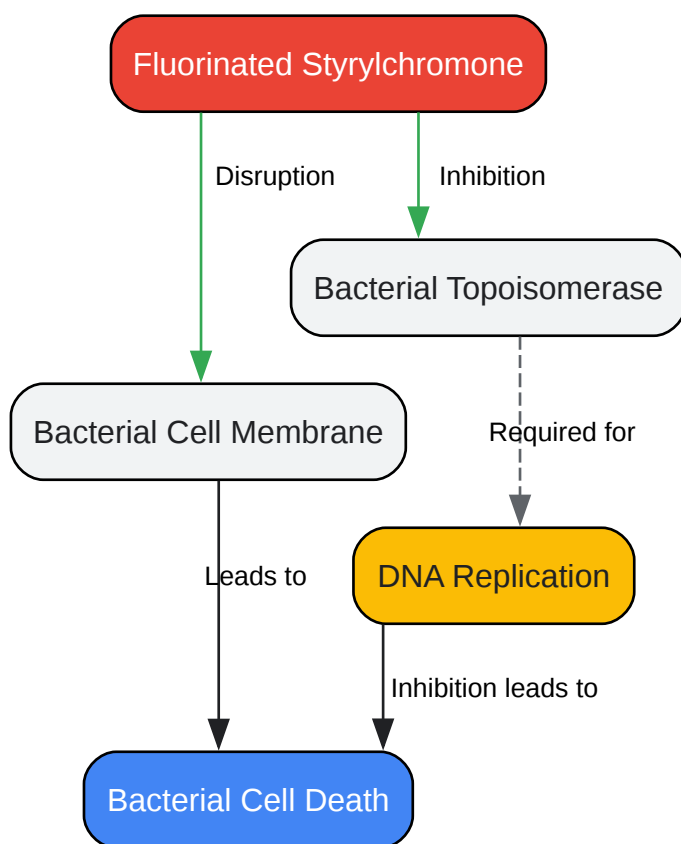 Fluorinated Styrylchromone
Disruption
Inhibition
Bacterial Topoisomerase
Bacterial Cell Membrane
Required for
Leads to
DNA Replication
Inhibition leads to
Bacterial Cell Death